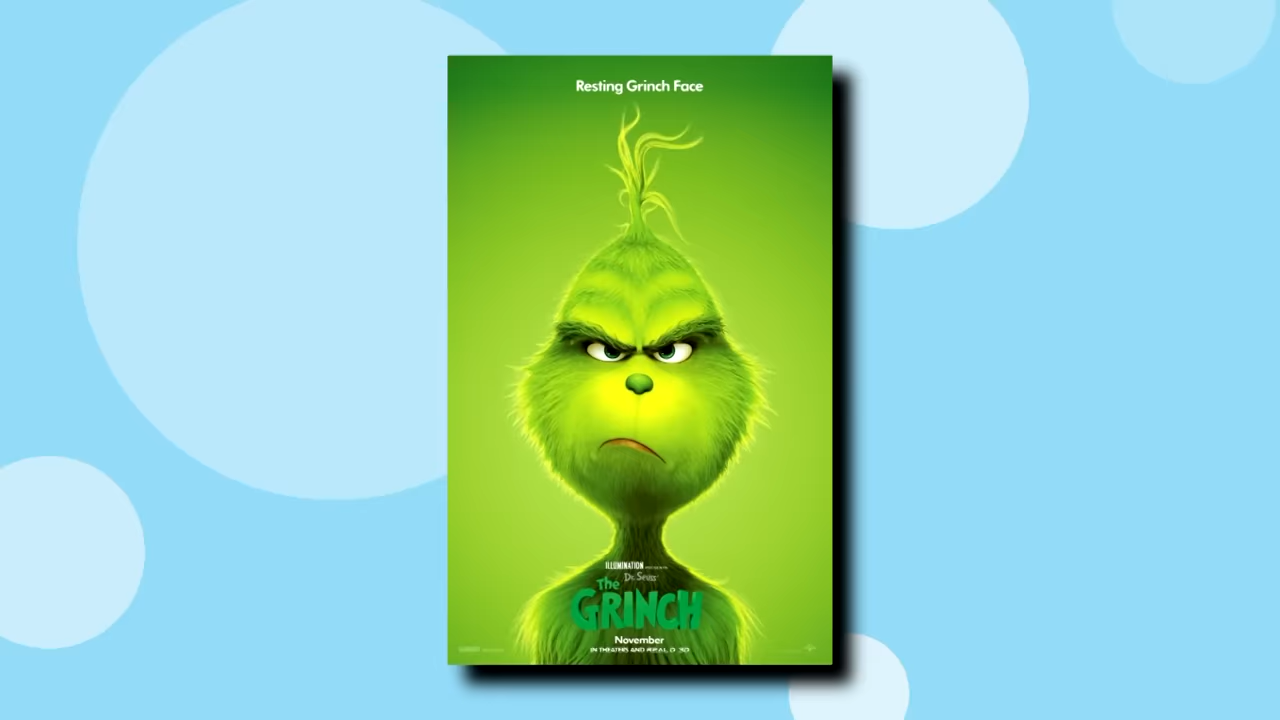 Resting Grinch Face
ILLUMINATION
Dr. Seuss'
The
GRINCH
November
IN THEATERS AND REAL D 3D